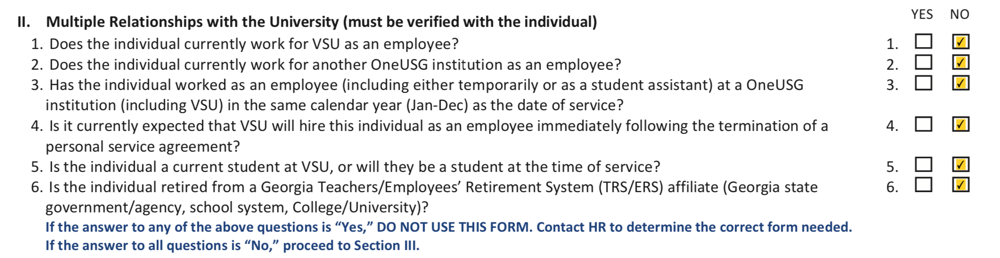 YES NO
II. Multiple Relationships with the University (must be verified with the individual)
1. Does the individual currently work for VSU as an employee? 1. ☐ ☑
2. Does the individual currently work for another OneUSG institution as an employee? 2. ☐ ☑
3. Has the individual worked as an employee (including either temporarily or as a student assistant) at a OneUSG 3. ☐ ☑
institution (including VSU) in the same calendar year (Jan-Dec) as the date of service?
4. Is it currently expected that VSU will hire this individual as an employee immediately following the termination of a 4. ☐ ☑
personal service agreement?
5. Is the individual a current student at VSU, or will they be a student at the time of service? 5. ☐ ☑
6. Is the individual retired from a Georgia Teachers/Employees’ Retirement System (TRS/ERS) affiliate (Georgia state 6. ☐ ☑
government/agency, school system, College/University)?
If the answer to any of the above questions is “Yes,” DO NOT USE THIS FORM. Contact HR to determine the correct form needed.
If the answer to all questions is “No,” proceed to Section III.